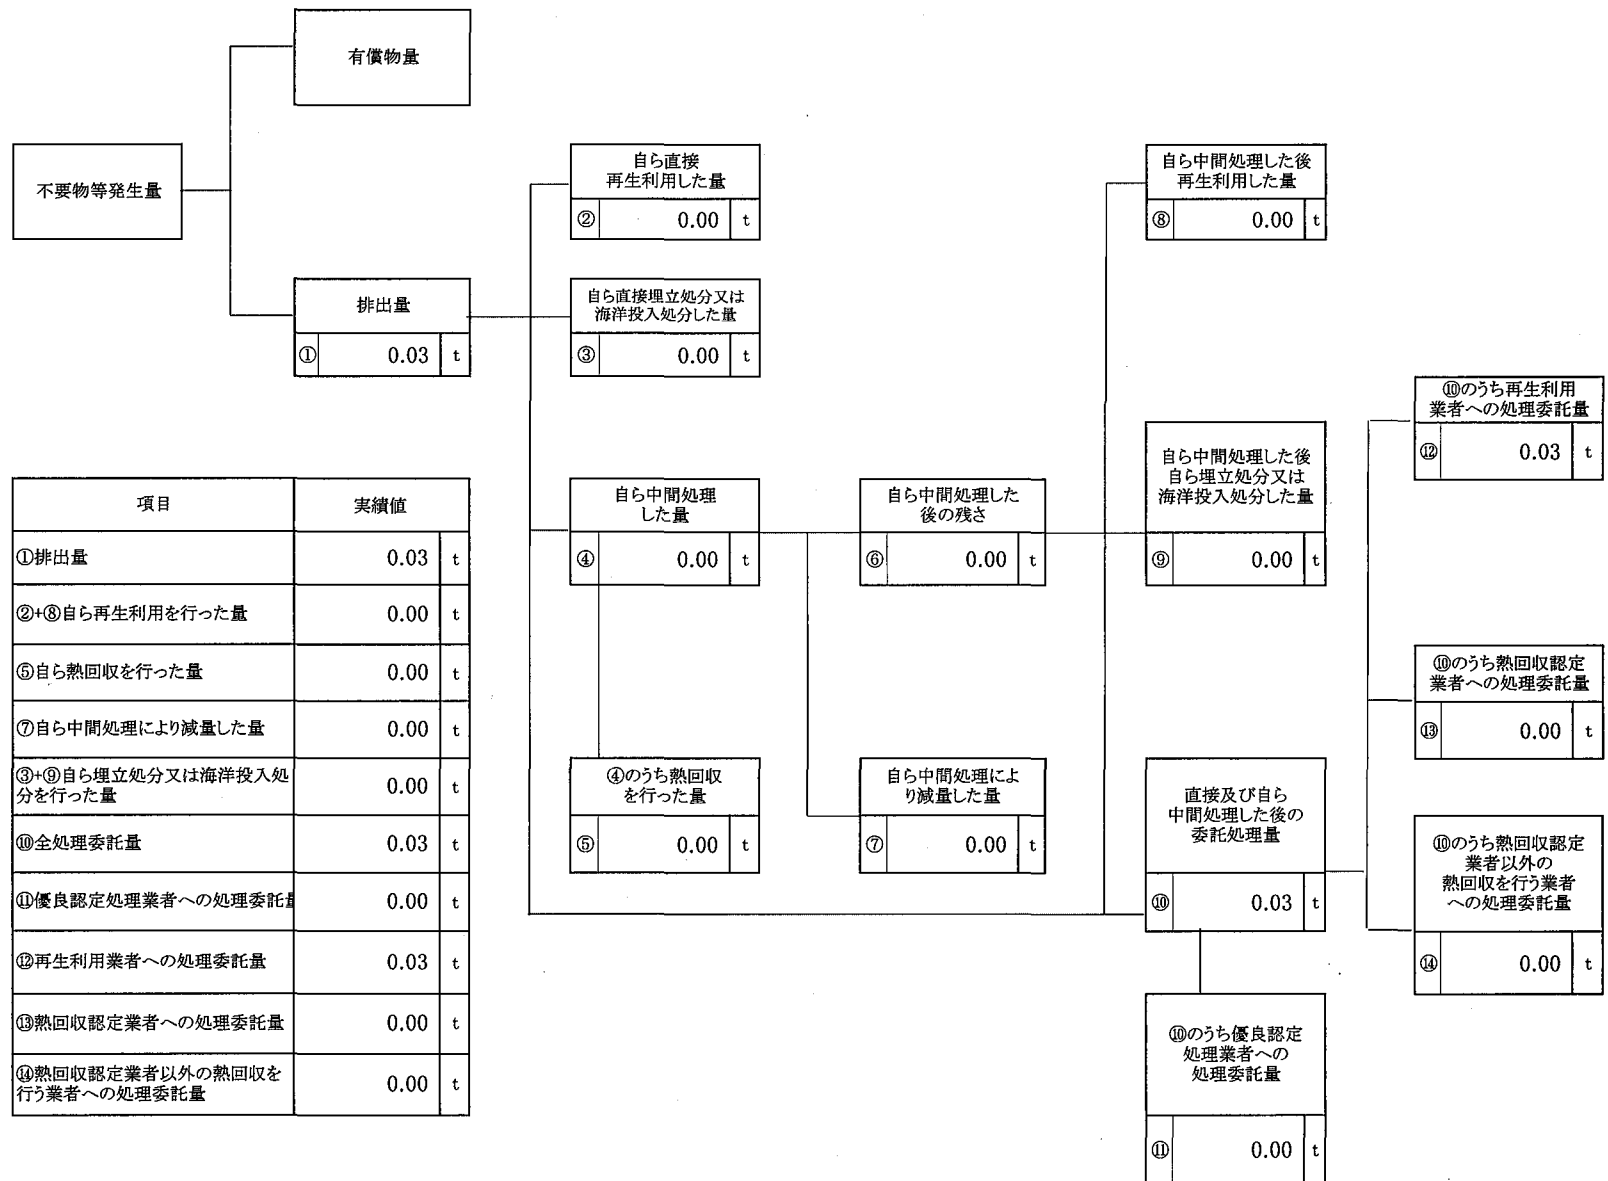 有償物量
不要物等発生量
排出量
① 0.03 t
自ら直接
再生利用した量
② 0.00 t
自ら直接埋立処分又は
海洋投入処分した量
③ 0.00 t
自ら中間処理
した量
④ 0.00 t
④のうち熱回収
を行った量
⑤ 0.00 t
自ら中間処理した
後の残さ
⑥ 0.00 t
自ら中間処理によ
り減量した量
⑦ 0.00 t
自ら中間処理した後
再生利用した量
⑧ 0.00 t
自ら中間処理した後
自ら埋立処分又は
海洋投入処分した量
⑨ 0.00 t
直接及び自ら
中間処理した後の
委託処理量
⑩ 0.03 t
⑩のうち優良認定
処理業者への
処理委託量
⑪ 0.00 t
⑩のうち再生利用
業者への処理委託量
⑫ 0.03 t
⑩のうち熱回収認定
業者への処理委託量
⑬ 0.00 t
⑩のうち熱回収認定
業者以外の
熱回収を行う業者
への処理委託量
⑭ 0.00 t
項目 実績値
①排出量 0.03 t
②+⑧自ら再生利用を行った量 0.00 t
⑤自ら熱回収を行った量 0.00 t
⑦自ら中間処理により減量した量 0.00 t
③+⑨自ら埋立処分又は海洋投入処
分を行った量 0.00 t
⑩全処理委託量 0.03 t
⑪優良認定処理業者への処理委託量 0.00 t
⑫再生利用業者への処理委託量 0.03 t
⑬熱回収認定業者への処理委託量 0.00 t
⑭熱回収認定業者以外の熱回収を
行う業者への処理委託量 0.00 t